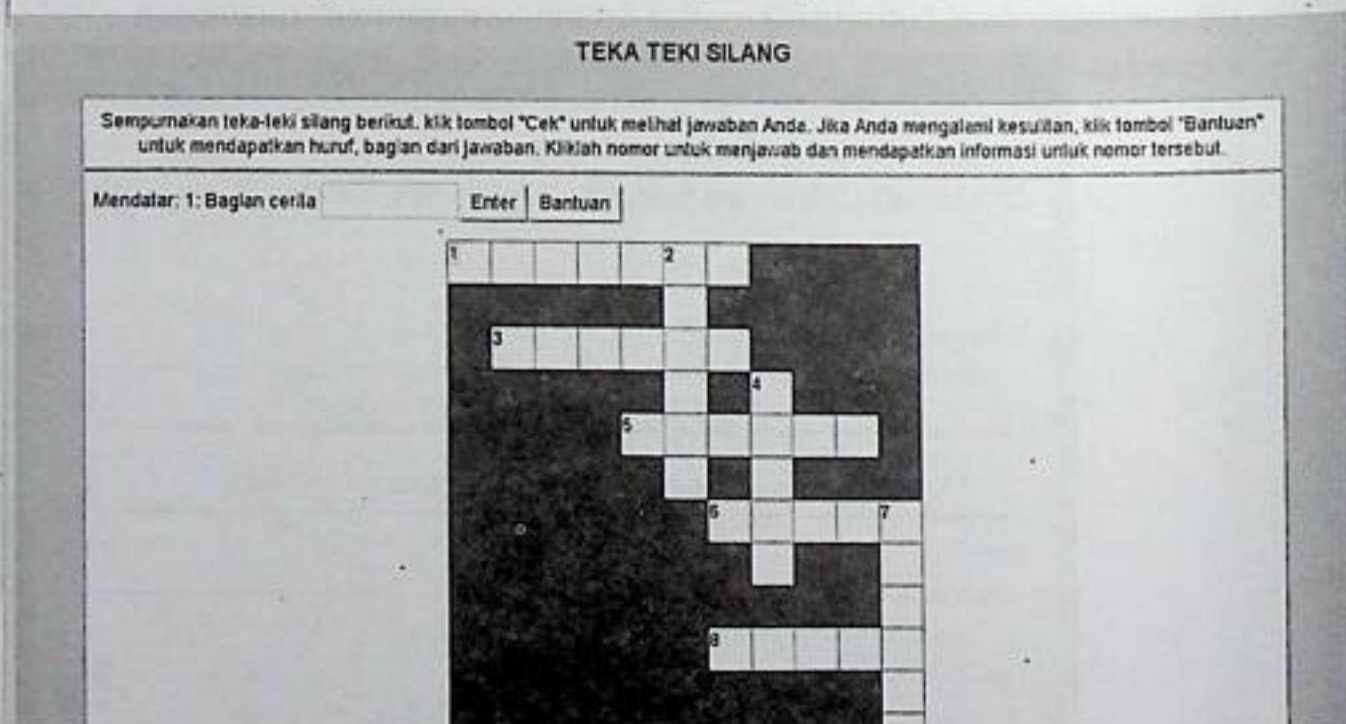 TEKA TEKI SILANG
Sempurnakan teka-teki silang berikut. klik tombol "Cek" untuk melihat jawaban Anda. Jika Anda mengalami kesulitan, klik tombol "Bantuan"
untuk mendapatkan huruf, bagian dari jawaban. Kliklah nomor untuk menjawab dan mendapatkan informasi untuk nomor tersebut.
Mendatar: 1: Bagian cerita Enter Bantuan
1 2
3
4
5
6 7
8